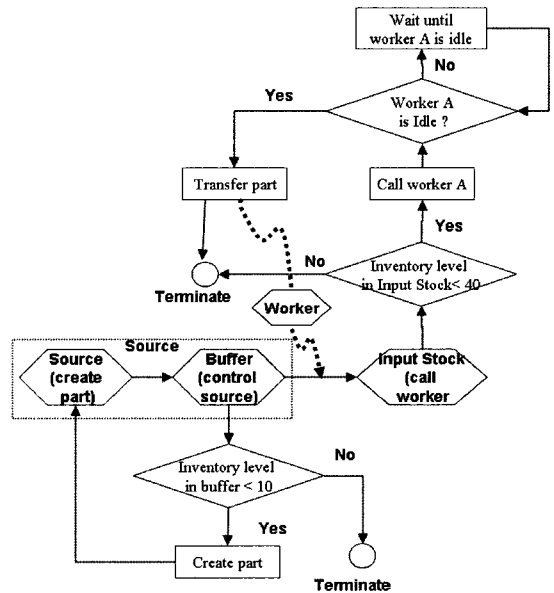 Wait until
worker A is idle
No
Yes
Worker A
is Idle ?
Transfer part
Call worker A
Yes
No
Inventory level
in Input Stock< 40
Terminate
Worker
Source
Source
(create
part)
Buffer
(control
source)
Input Stock
(call
worker
Inventory level
in buffer < 10
No
Yes
Create part
Terminate